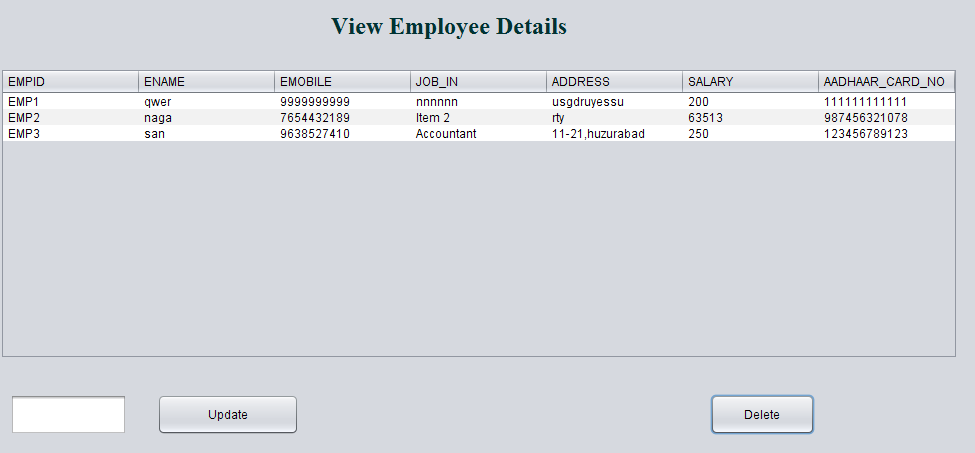 View Employee Details
EMPID ENAME EMOBILE JOB_IN ADDRESS SALARY AADHAAR_CARD_NO
EMP1 qwer 9999999999 nnnnnn usgdruyessu 200 111111111111
EMP2 naga 7654432189 Item 2 rty 63513 987456321078
EMP3 san 9638527410 Accountant 11-21,huzurabad 250 123456789123
Update Delete